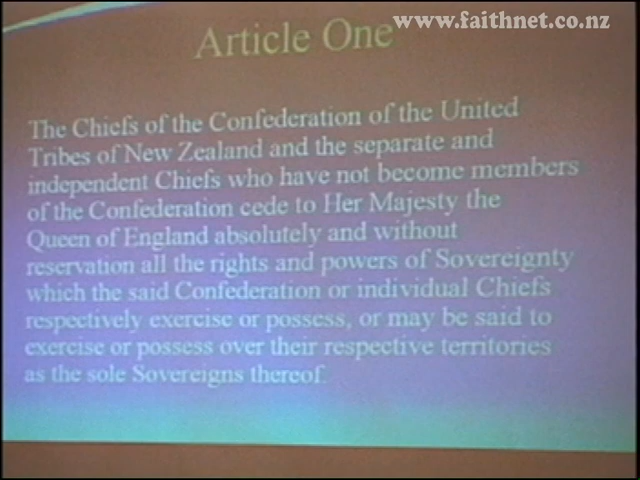 www.faithnet.co.nz
Article One
The Chiefs of the Confederation of the United
Tribes of New Zealand and the separate and
independent Chiefs who have not become members
of the Confederation cede to Her Majesty the
Queen of England absolutely and without
reservation all the rights and powers of Sovereignty
which the said Confederation or individual Chiefs
respectively exercise or possess, or may be said to
exercise or possess over their respective territories
as the sole Sovereigns thereof.